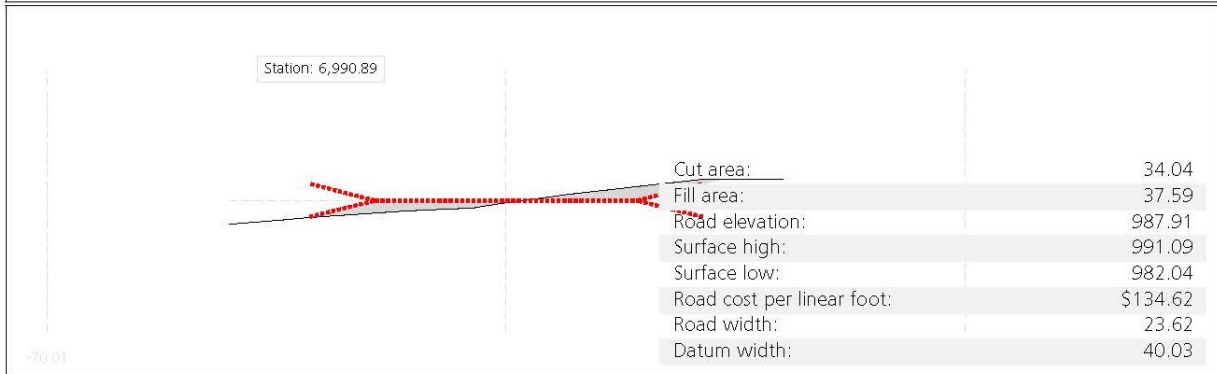 Station: 6,990.89
Cut area: 34.04
Fill area: 37.59
Road elevation: 987.91
Surface high: 991.09
Surface low: 982.04
Road cost per linear foot: $134.62
Road width: 23.62
Datum width: 40.03
-70.01